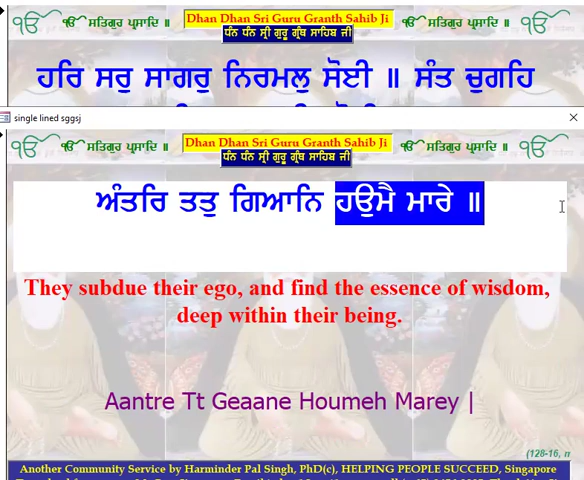 ੴ ੴ ਸਤਿਗੁਰ ਪ੍ਰਸਾਦਿ ॥ Dhan Dhan Sri Guru Granth Sahib Ji ੴ ਸਤਿਗੁਰ ਪ੍ਰਸਾਦਿ ॥ ੴ
ਧੰਨ ਧੰਨ ਸ੍ਰੀ ਗੁਰੂ ਗ੍ਰੰਥ ਸਾਹਿਬ ਜੀ
ਹਰਿ ਸਰੁ ਸਾਗਰੁ ਨਿਰਮਲੁ ਸੋਈ ॥ ਸੰਤ ਚੁਗਹਿ
single lined sggsj
ੴ ੴ ਸਤਿਗੁਰ ਪ੍ਰਸਾਦਿ ॥ Dhan Dhan Sri Guru Granth Sahib Ji ੴ ਸਤਿਗੁਰ ਪ੍ਰਸਾਦਿ ॥ ੴ
ਧੰਨ ਧੰਨ ਸ੍ਰੀ ਗੁਰੂ ਗ੍ਰੰਥ ਸਾਹਿਬ ਜੀ
ਅੰਤਰਿ ਤਤੁ ਗਿਆਨਿ ਹਉਮੈ ਮਾਰੇ ॥
They subdue their ego, and find the essence of wisdom,
deep within their being.
Aantre Tt Geaane Houmeh Marey |
(128-16, m
Another Community Service by Harminder Pal Singh, PhD(c), HELPING PEOPLE SUCCEED, Singapore